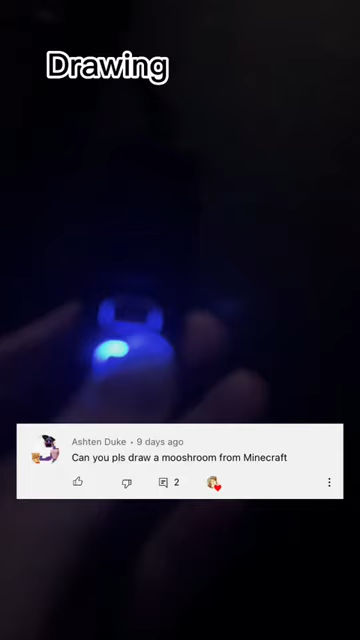 Drawing
Ashten Duke • 9 days ago
Can you pls draw a mooshroom from Minecraft
2